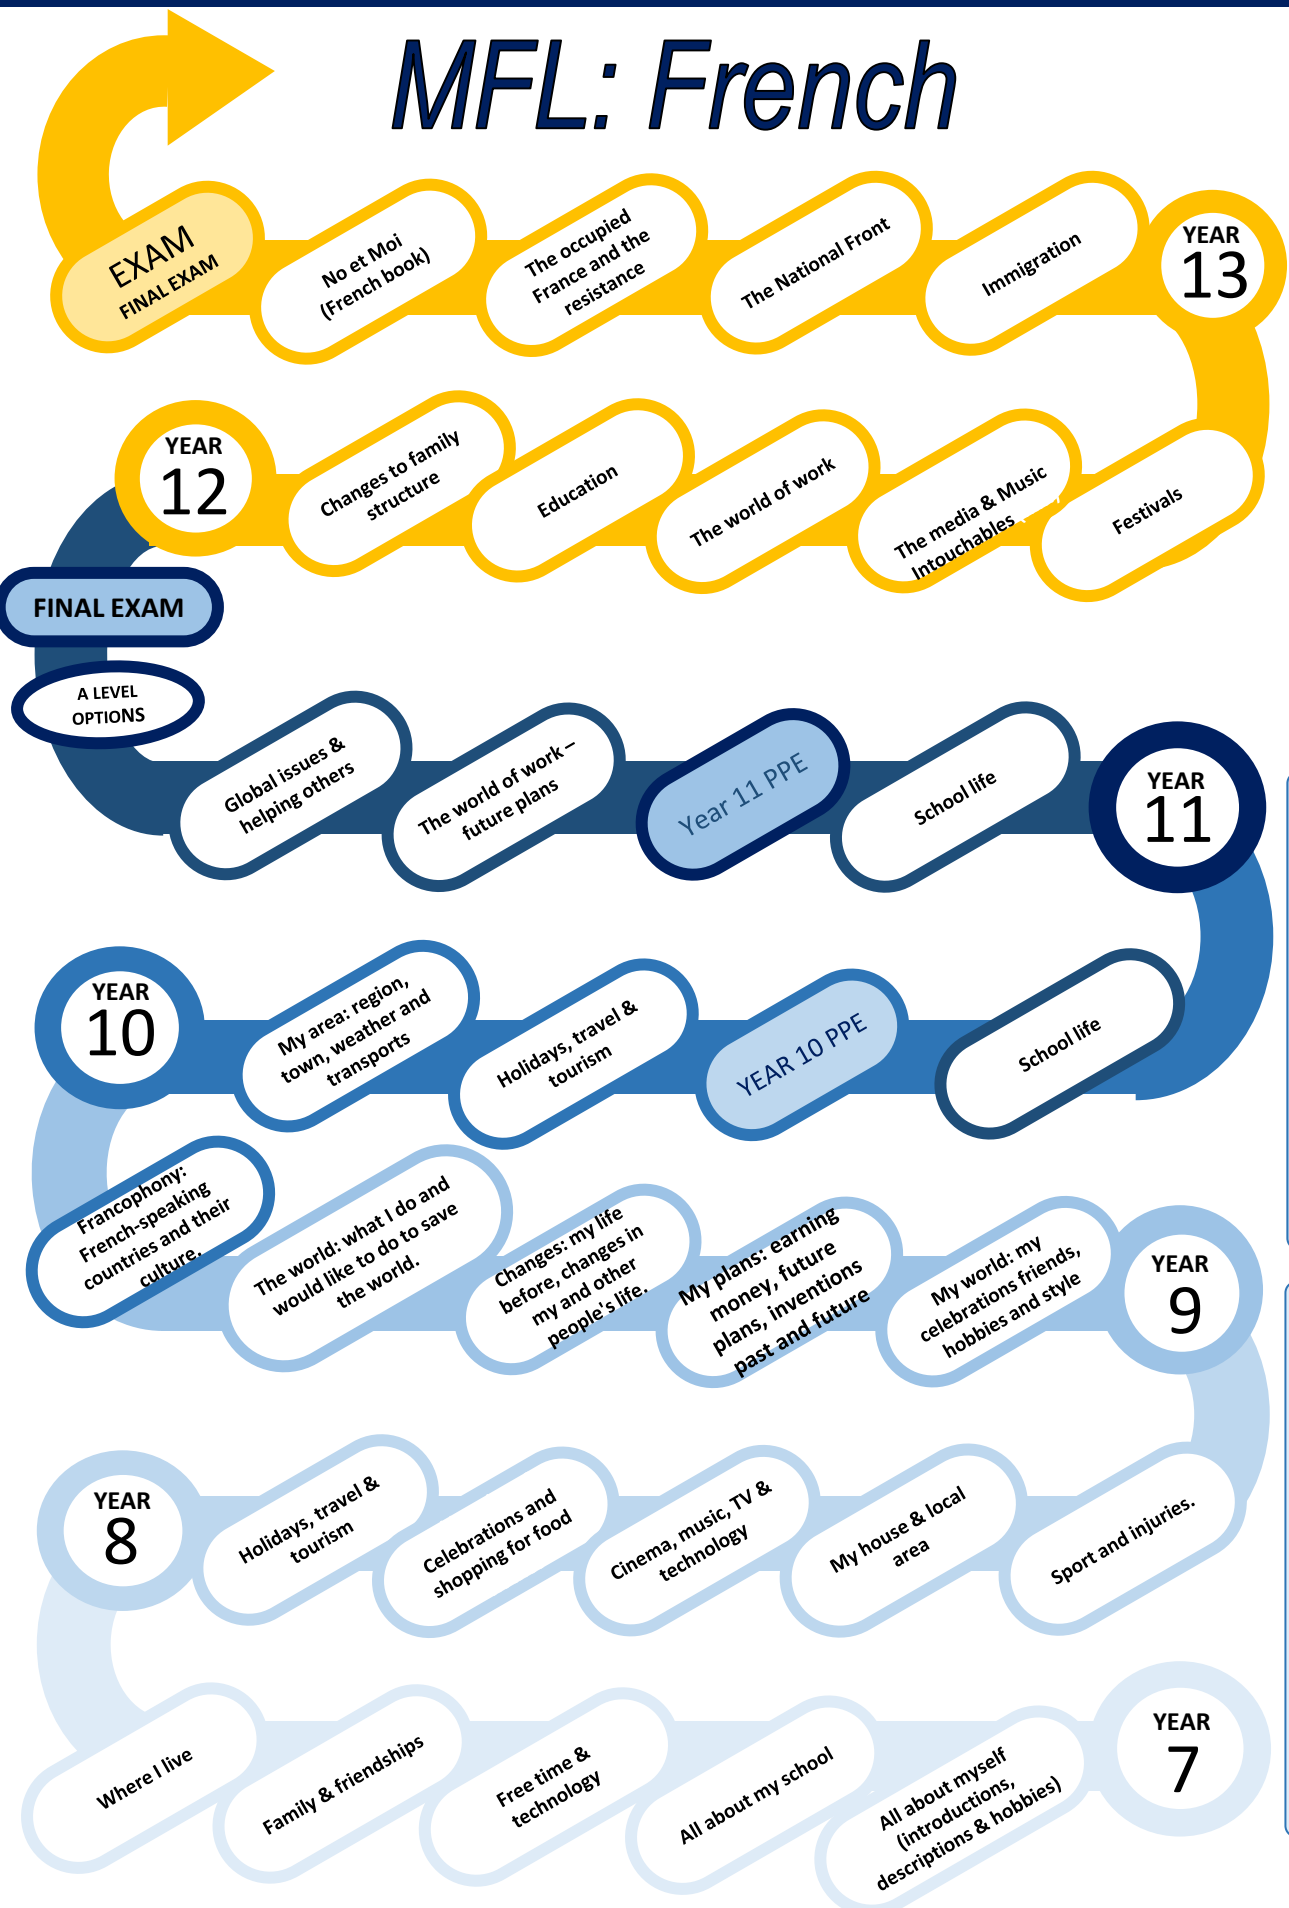 MFL: French
EXAM
FINAL EXAM
No et Moi
(French book)
The occupied
France and the
resistance
The National Front
Immigration
YEAR
13
YEAR
12
Changes to family
structure
Education
The world of work
The media & Music
Intouchables
Festivals
FINAL EXAM
A LEVEL
OPTIONS
Global issues &
helping others
The world of work –
future plans
Year 11 PPE
School life
YEAR
11
YEAR
10
My area: region,
town, weather and
transports
Holidays, travel &
tourism
YEAR 10 PPE
School life
Francophony:
French-speaking
countries and their
culture.
The world: what I do and
would like to do to save
the world.
Changes: my life
before, changes in
my and other
people's life.
My plans: earning
money, future
plans, inventions
past and future
My world: my
celebrations friends,
hobbies and style
YEAR
9
YEAR
8
Holidays, travel &
tourism
Celebrations and
shopping for food
Cinema, music, TV &
technology
My house & local
area
Sport and injuries.
Where I live
Family & friendships
Free time &
technology
All about my school
All about myself
(introductions,
descriptions & hobbies)
YEAR
7